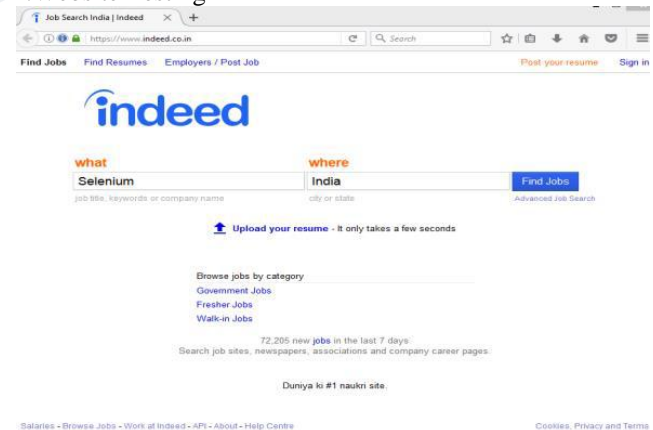 Job Search India | Indeed
https://www.indeed.co.in
Search
Find Jobs Find Resumes Employers / Post Job Post your resume Sign in
indeed
what where
Selenium India Find Jobs
job title, keywords or company name city or state Advanced Job Search
Upload your resume - It only takes a few seconds
Browse jobs by category
Government Jobs
Fresher Jobs
Walk-in Jobs
72,205 new jobs in the last 7 days
Search job sites, newspapers, associations and company career pages.
Duniya ki #1 naukri site.
Salaries - Browse Jobs - Work at Indeed - API - About - Help Centre Cookies, Privacy and Terms